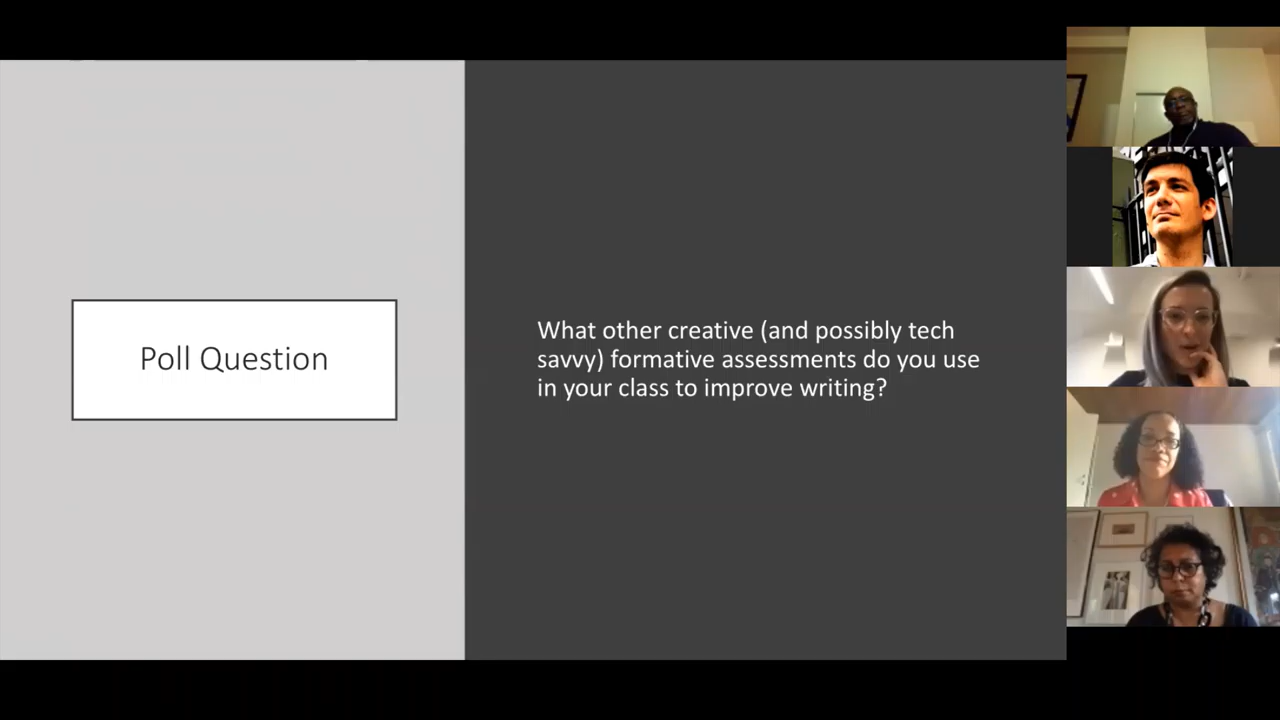 Poll Question
What other creative (and possibly tech
savvy) formative assessments do you use
in your class to improve writing?